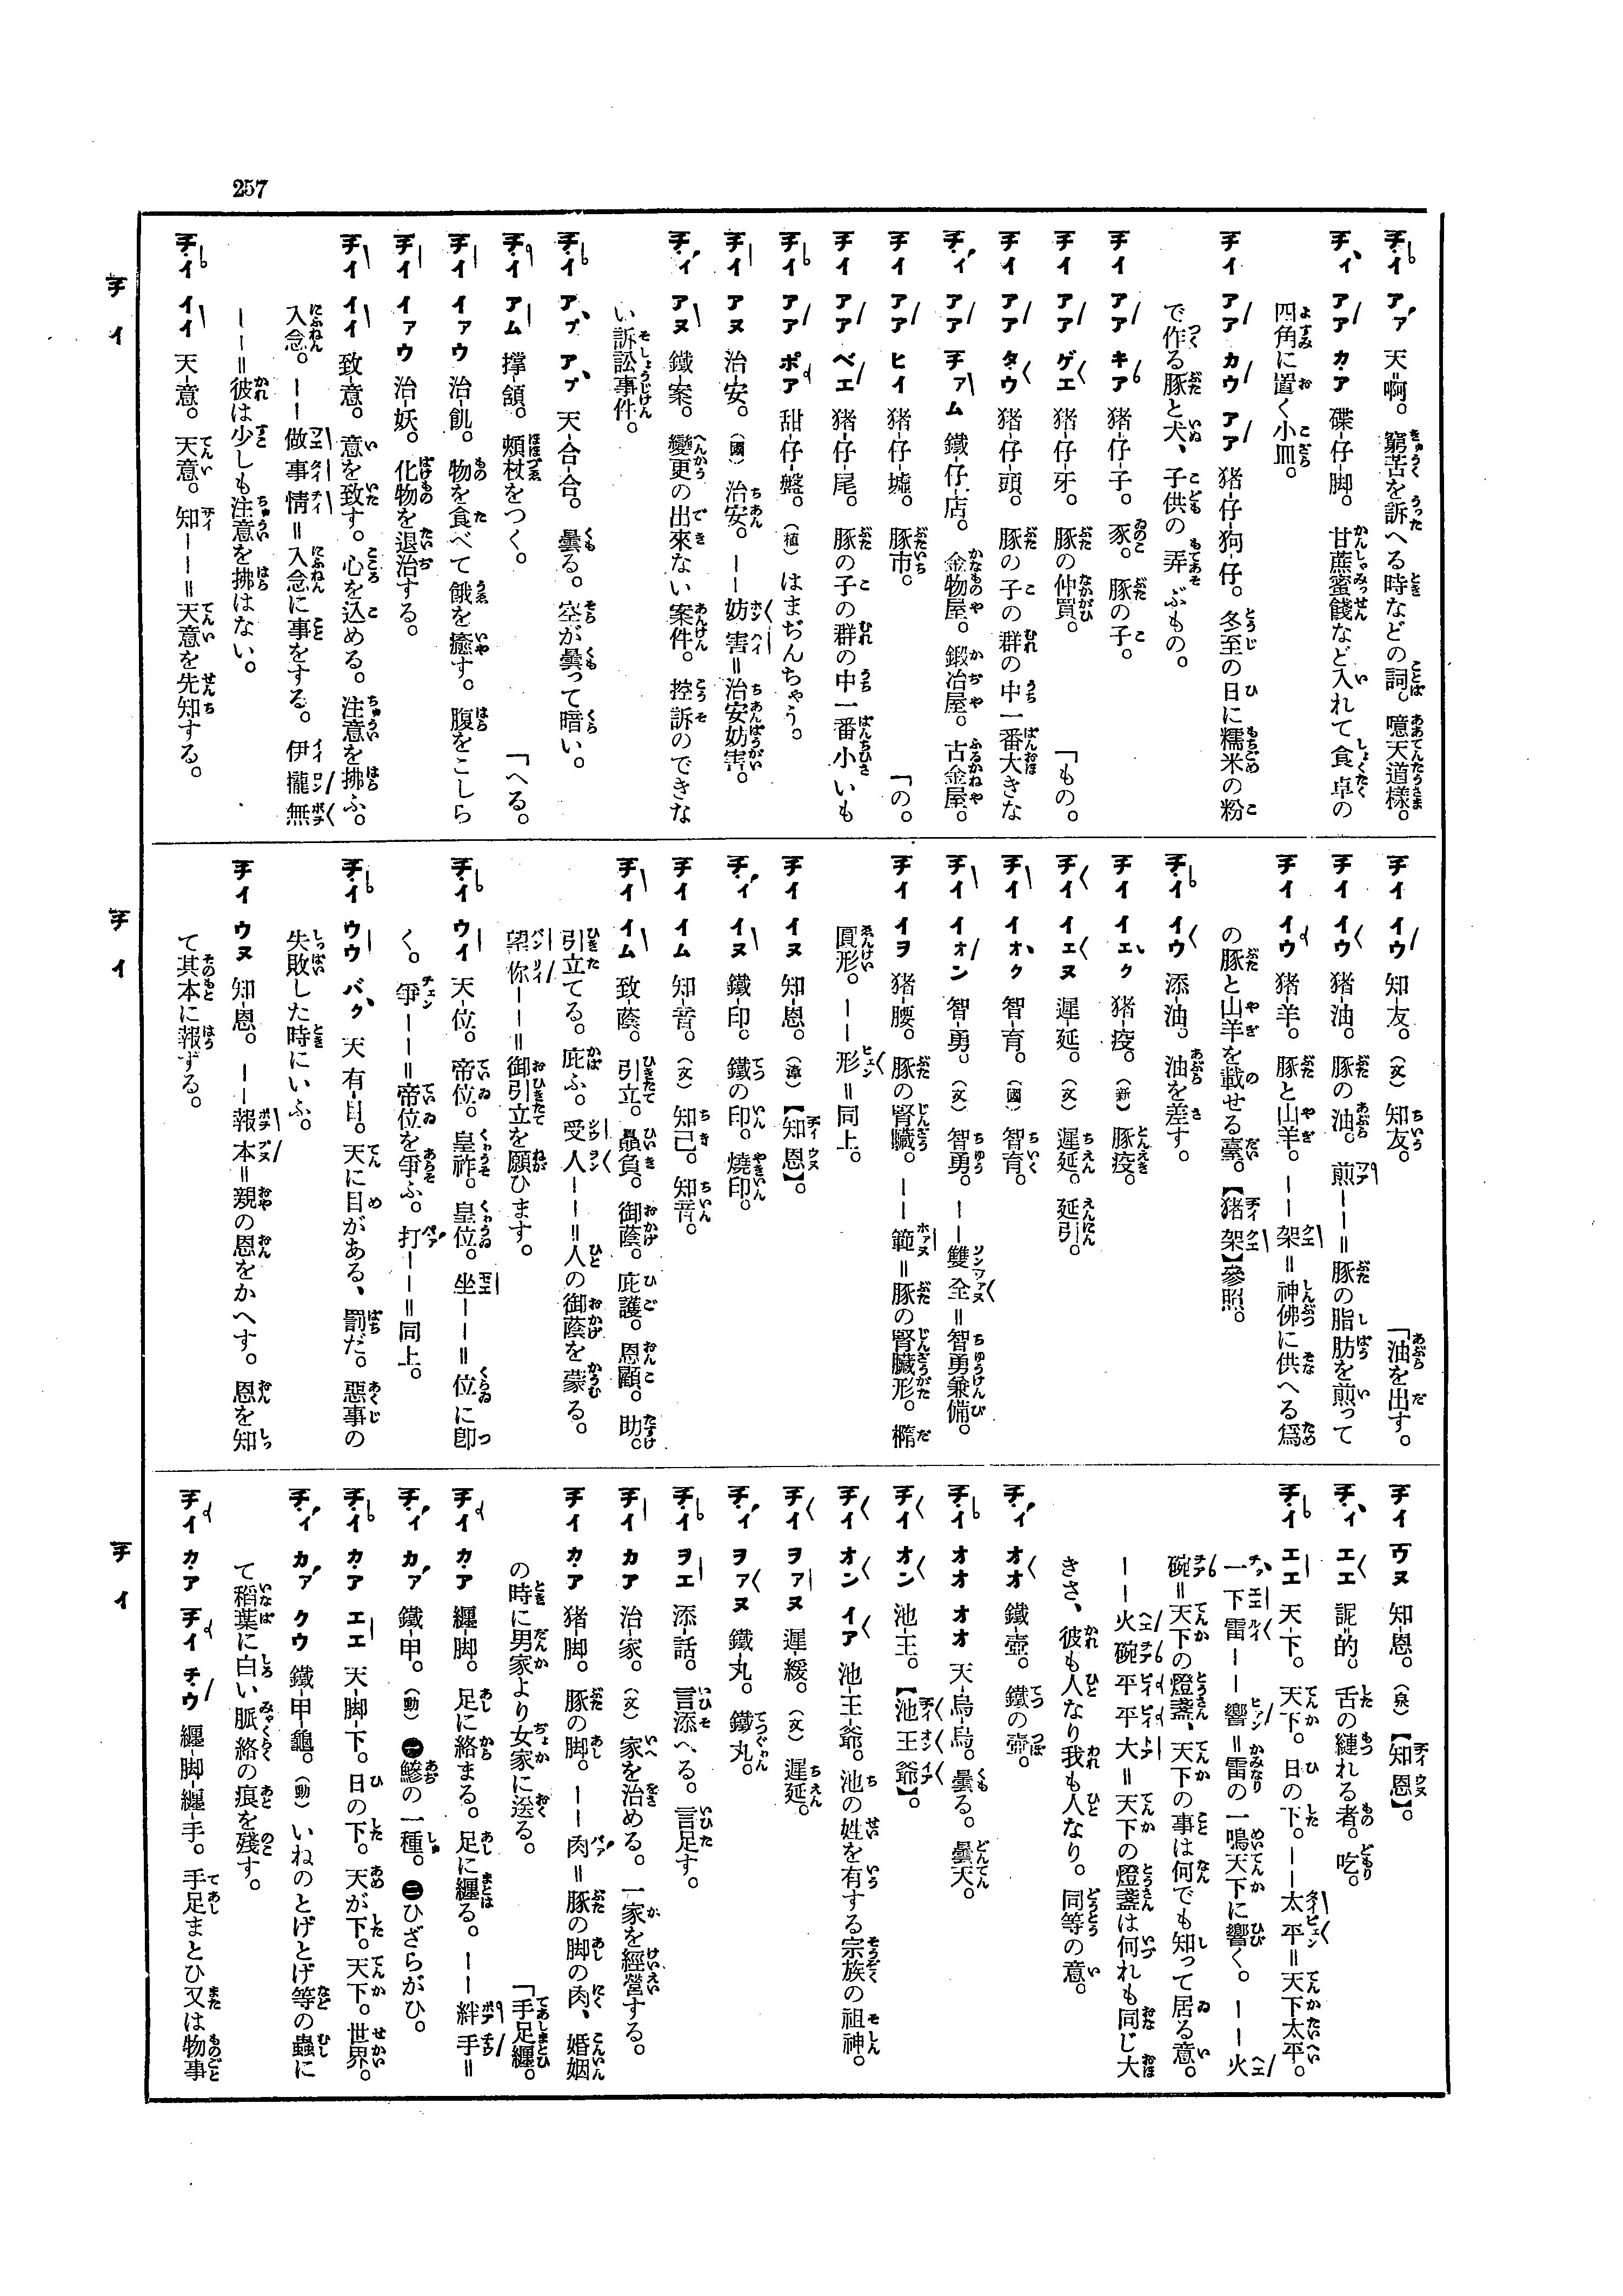 257
チイ アァ 天=啊。窮苦を訴へる時などの詞。噫天道樣。
チイ アア カア 碟-仔-脚。甘蔗蜜餞など入れて食卓の
四角に置く小皿。
チイ アア カウ アア 猪-仔-狗-仔。冬至の日に糯米の粉
で作る豚と犬、子供の弄ぶもの。
チイ アア キア 猪-仔-子。豕。豚の子。
チイ アア ゲエ 猪-仔-牙。豚の仲買。「もの。
チイ アア タウ 猪-仔-頭。豚の子の群の中一番大きな
チイ アア チァム 鐵-仔-店。金物屋。鍛冶屋。古金屋。
チイ アア ヒイ 猪-仔-墟。豚市。「の。
チイ アア ベエ 猪-仔-尾。豚の子の群の中一番小いも
チイ アア ポア 甜-仔-盤。(植)はまぢんちゃう。
チイ アヌ 治-安。(國)治安。——妨害=治安妨害。
チイ アヌ 鐵-案。變更の出來ない案件。控訴のできな
い訴訟事件。
チイ アプ アプ 天-合-合。曇る。空が曇って暗い。
チイ アム 撑-頷。頰杖をつく。「へる。
チイ イァウ 治-飢。物を食べて餓を癒す。腹をこしら
チイ イァウ 治-妖。化物を退治する。
チイ イイ 致-意。意を致す。心を込める。注意を拂ふ。
入念。——做事情=入念に事をする。伊攏無
——=彼は少しも注意を拂はない。
チイ イイ 天-意。天意。知——=天意を先知する。
チイ イウ 知-友。(文)知友。「油を出す。
チイ イウ 猪-油。豚の油。煎——=豚の脂肪を煎って
チイ イウ 猪-羊。豚と山羊。——架=神佛に供へる爲
の豚と山羊を載せる臺。【猪架】參照。
チイ イウ 添-油。油を差す。
チイ イェク 猪-疫。(新)豚疫。
チイ イェヌ 遲-延。(文)遲延。延引。
チイ イオク 智-育。(國)智育。
チイ イオン 智-勇。(文)智勇。——雙全=智勇兼備。
チイ イヲ 猪-腰。豚の腎臟。——範=豚の腎臟形。橢
圓形。——形=同上。
チイ イヌ 知-恩。(漳)【知恩】。
チイ イヌ 鐵-印。鐵の印。燒印。
チイ イム 知-音。(文)知己。知音。
チイ イム 致-蔭。引立。贔負。御蔭。庇護。恩顧。助。
引立てる。庇ふ。受人——=人の御蔭を蒙る。
望你——=御引立を願ひます。
チイ ウイ 天-位。帝位。皇祚。皇位。坐——=位に卽
く。爭——=帝位を爭ふ。打——=同上。
チイ ウウ バク 天-有-目。天に目がある、罰だ。惡事の
失敗した時にいふ。
チイ ウヌ 知-恩。——報本=親の恩をかへす。恩を知
て其本に報ずる。
チイ ウヌ 知-恩。(泉)【知恩】。
チイ エエ 誽-的。舌の縺れる者。吃。
チイ エエ 天-下。天下。日の下。——太平=天下太平。
一下雷——響=雷の一鳴天下に響く。——火
碗=天下の燈盞、天下の事は何でも知って居る意。
——火碗平平大=天下の燈盞は何れも同じ大
きさ、彼も人なり我も人なり。同等の意。
チイ オオ 鐵-壺。鐵の壺。
チイ オオ オオ 天-烏-烏。曇る。曇天。
チイ オン 池-王。【池王爺】。
チイ オン イア 池-王-爺。池の姓を有する宗族の祖神。
チイ ヲァヌ 遲-緩。(文)遲延。
チイ ヲァヌ 鐵-丸。鐵丸。
チイ ヲエ 添-話。言添へる。言足す。
チイ カア 治-家。(文)家を治める。一家を經營する。
チイ カア 猪-脚。豚の脚。——肉=豚の脚の肉、婚姻
の時に男家より女家に送る。「手足纏。
チイ カア 纒-脚。足に絡まる。足に纏る。——絆手=
チイ カァ 鐵-甲。(動)㊀鯵の一種。㊁ひざらがひ。
チイ カア エエ 天-脚-下。日の下。天が下。天下。世界。
チイ カァ クウ 鐵-甲-龜。(動)いねのとげとげ等の蟲に
て稻葉に白い脈絡の痕を殘す。
チイ カア チイ チウ 纒-脚-纒-手。手足まとひ又は物事
チイ
チイ
チイ